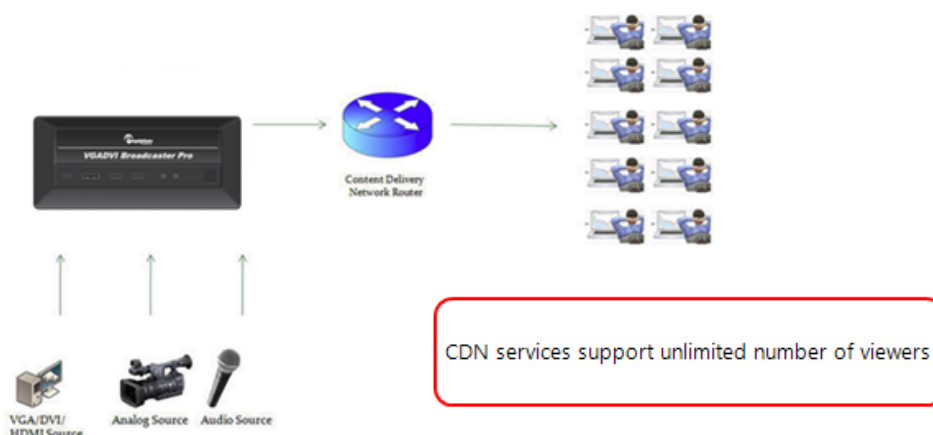 VGADVI Broadcaster Pro
Content Delivery
Network Router
CDN services support unlimited number of viewers
VGA/DVI/
HDMI Source
Analog Source
Audio Source